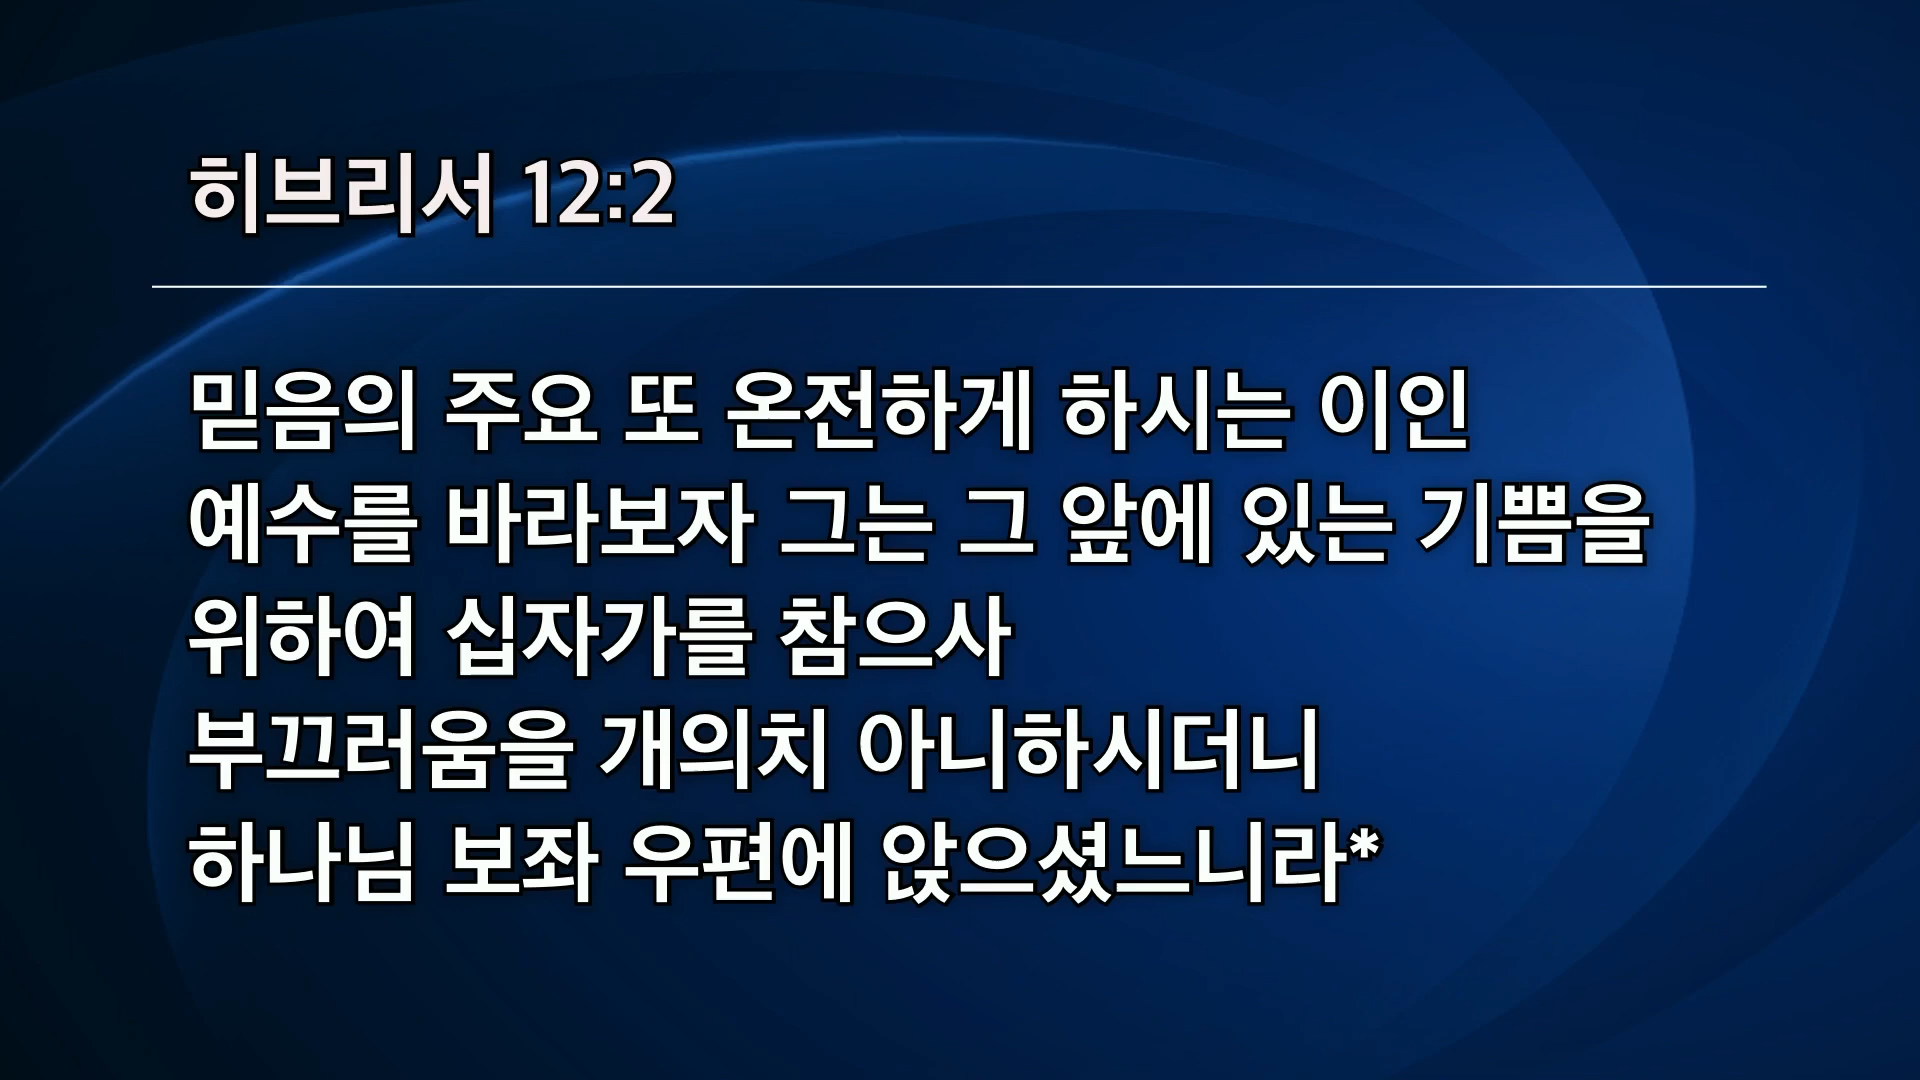 히브리서 12:2
믿음의 주요 또 온전하게 하시는 이인
예수를 바라보자 그는 그 앞에 있는 기쁨을
위하여 십자가를 참으사
부끄러움을 개의치 아니하시더니
하나님 보좌 우편에 앉으셨느니라*